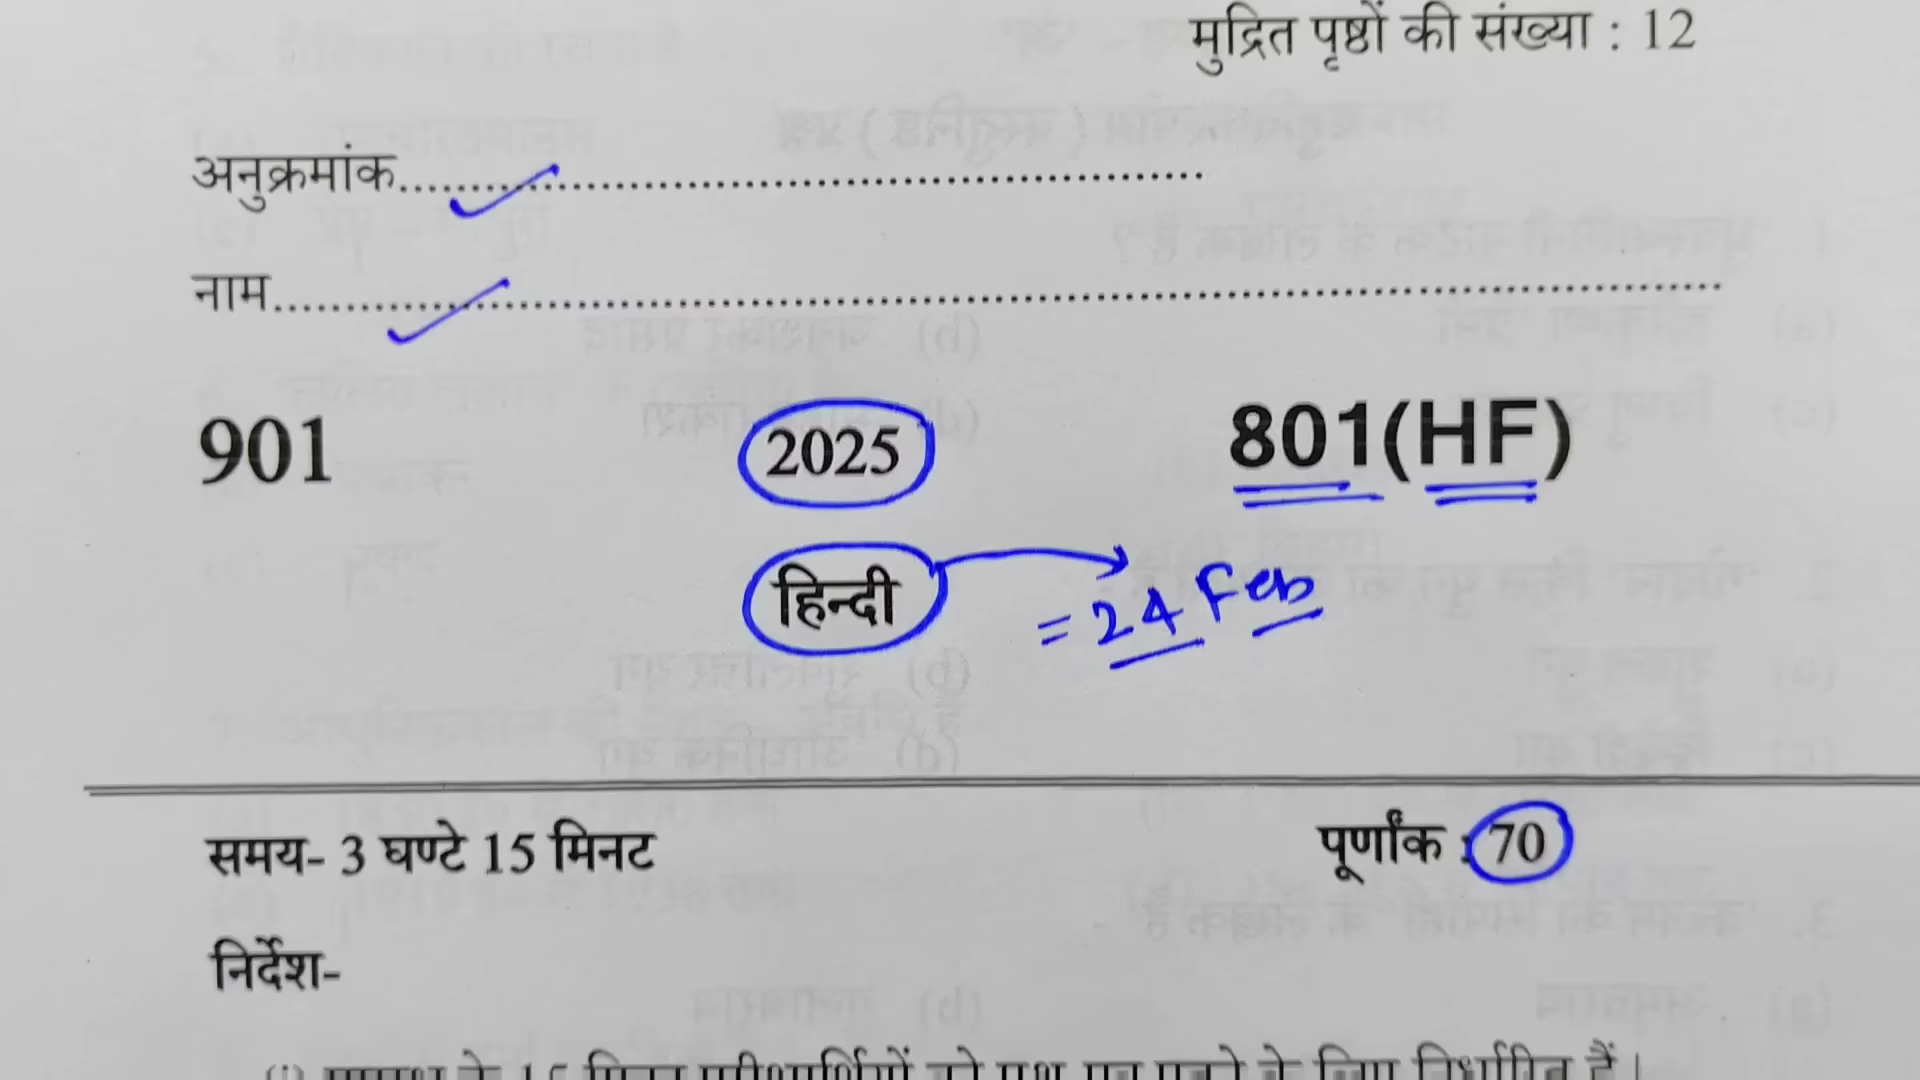 मुद्रित पृष्ठों की संख्या : 12
अनुक्रमांक
नाम
901 2025 801(HF)
हिन्दी = 24 Feb
समय- 3 घण्टे 15 मिनट पूर्णांक : 70
निर्देश-